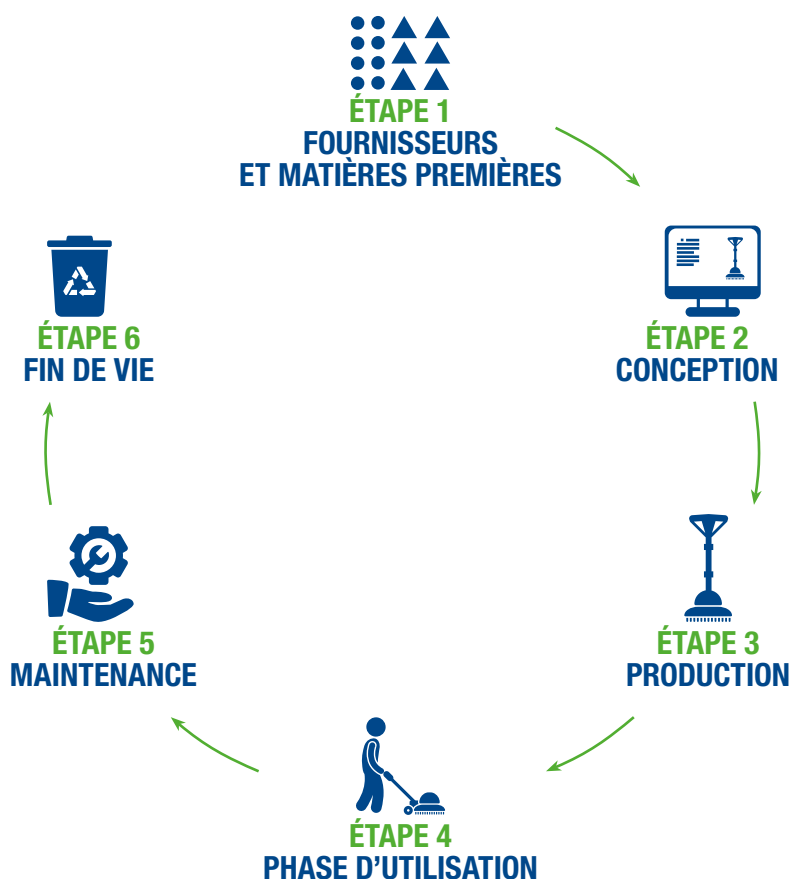 ÉTAPE 1
FOURNISSEURS
ET MATIÈRES PREMIÈRES
ÉTAPE 2
CONCEPTION
ÉTAPE 3
PRODUCTION
ÉTAPE 4
PHASE D'UTILISATION
ÉTAPE 5
MAINTENANCE
ÉTAPE 6
FIN DE VIE